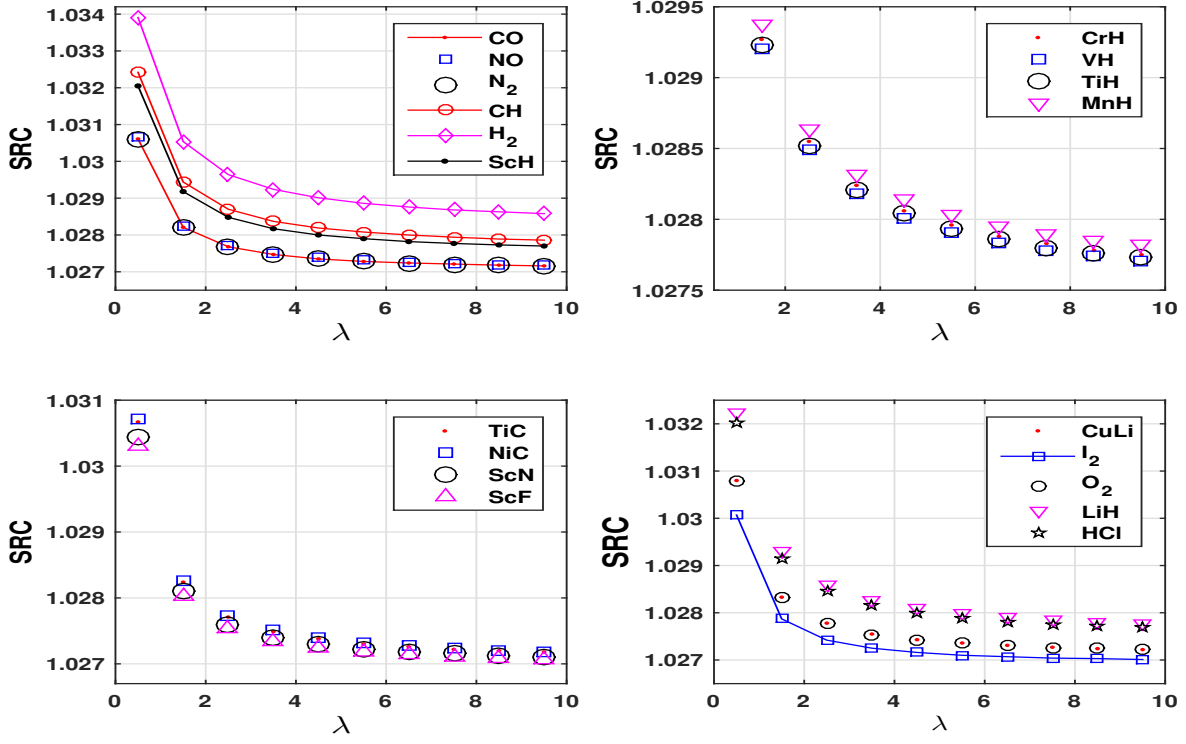 1.034
1.033
1.032
1.031
1.03
1.029
1.028
1.027
SRC
0 2 4 6 8 10
λ
CO
NO
N2
CH
H2
ScH
1.0295
1.029
1.0285
1.028
1.0275
SRC
2 4 6 8 10
λ
CrH
VH
TiH
MnH
1.031
1.03
1.029
1.028
1.027
SRC
0 2 4 6 8 10
λ
TiC
NiC
ScN
ScF
1.032
1.031
1.03
1.029
1.028
1.027
SRC
0 2 4 6 8 10
λ
CuLi
I2
O2
LiH
HCl